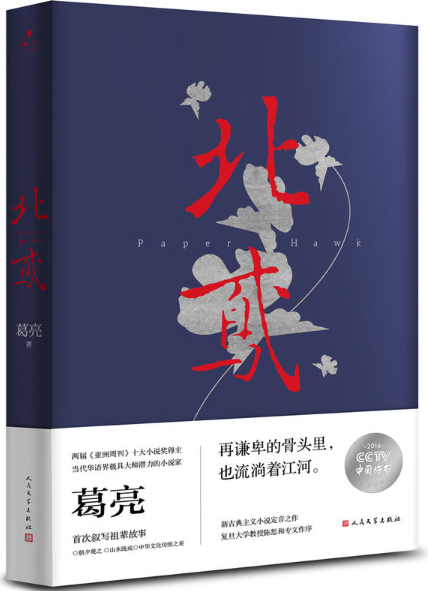 北
鸢
Paper Hawk
北
鸢
葛亮
著
人民文学出版社
两届《亚洲周刊》十大小说奖得主
当代华语界极具大师潜力的小说家
葛亮
首次叙写祖辈故事
◎朝夕观之 ◎山水既成◎中华文化传统之美
再谦卑的骨头里，
也流淌着江河。
·2016·
CCTV
中国好书
新古典主义小说定音之作
复旦大学教授陈思和专文作序
人民文学出版社